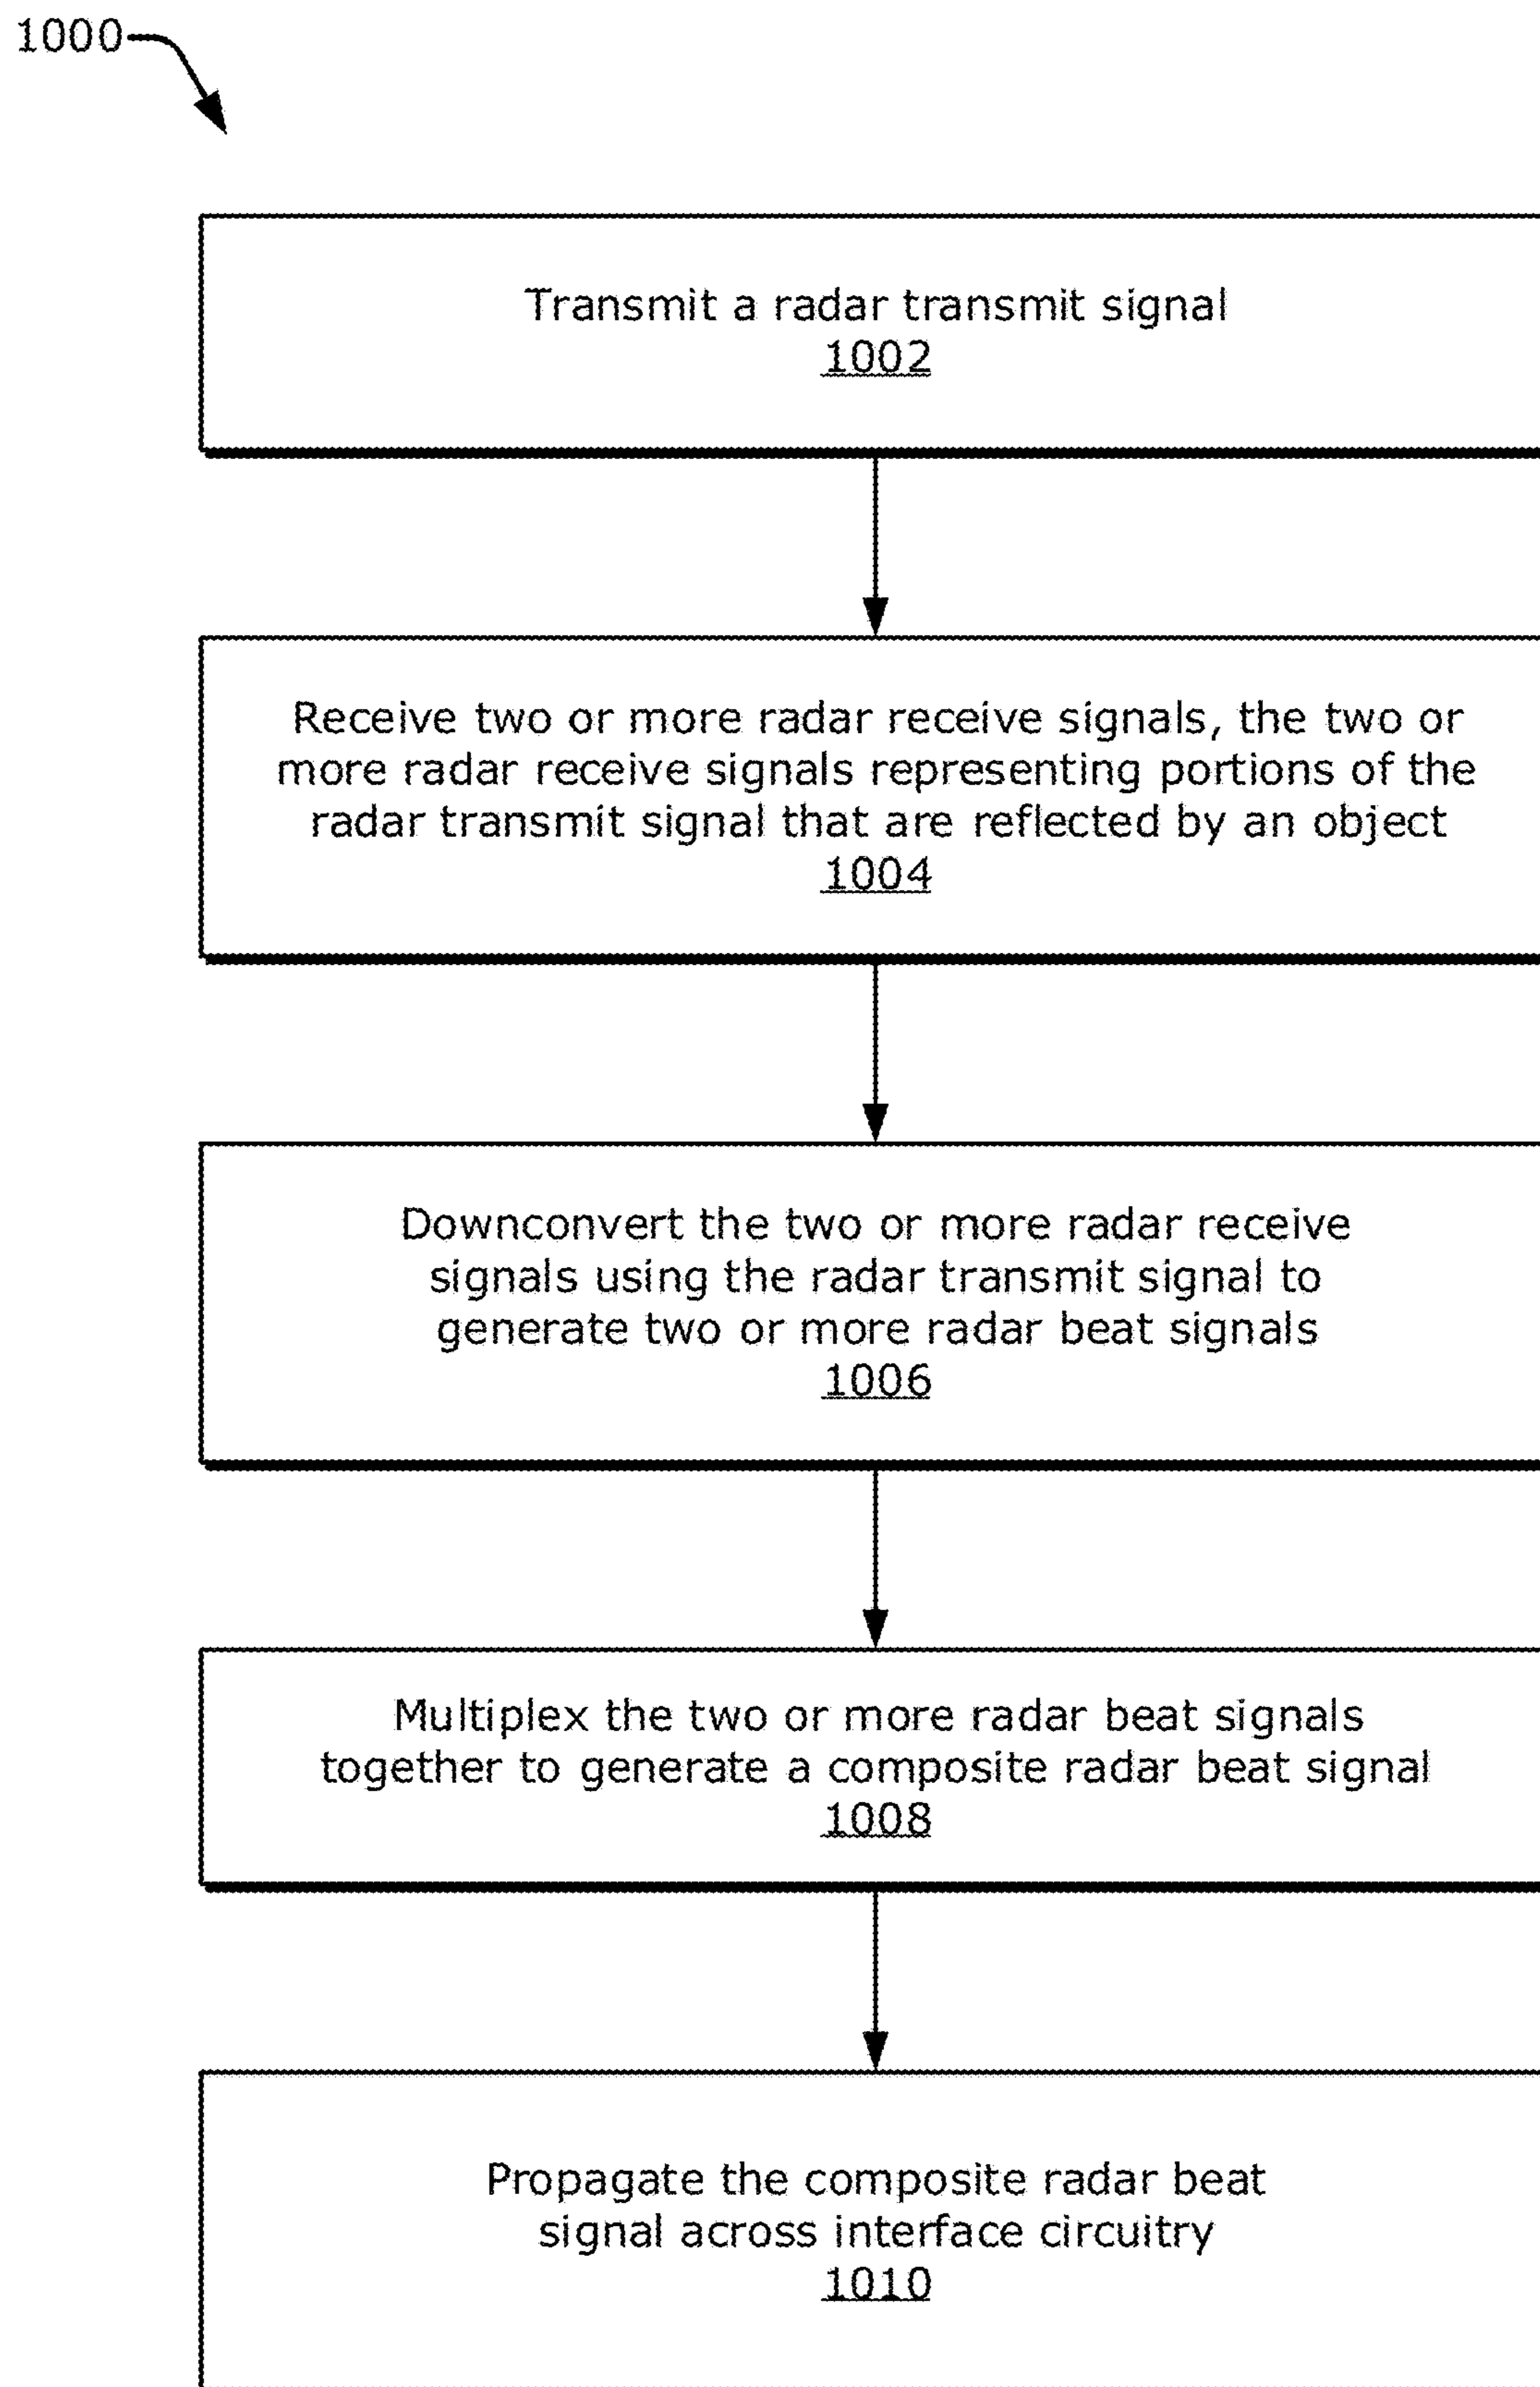 1000
Transmit a radar transmit signal
1002
Receive two or more radar receive signals, the two or
more radar receive signals representing portions of the
radar transmit signal that are reflected by an object
1004
Downconvert the two or more radar receive
signals using the radar transmit signal to
generate two or more radar beat signals
1006
Multiplex the two or more radar beat signals
together to generate a composite radar beat signal
1008
Propagate the composite radar beat
signal across interface circuitry
1010